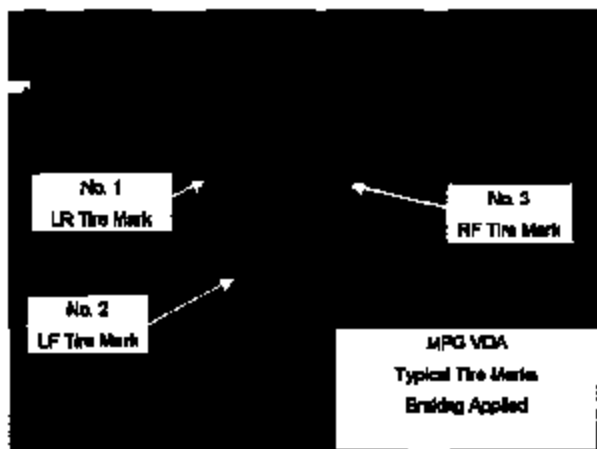 No. 1
LR Tire Mark
No. 3
RF Tire Mark
No. 2
LF Tire Mark
MPG VDA
Typical Tire Marks
Braking Applied